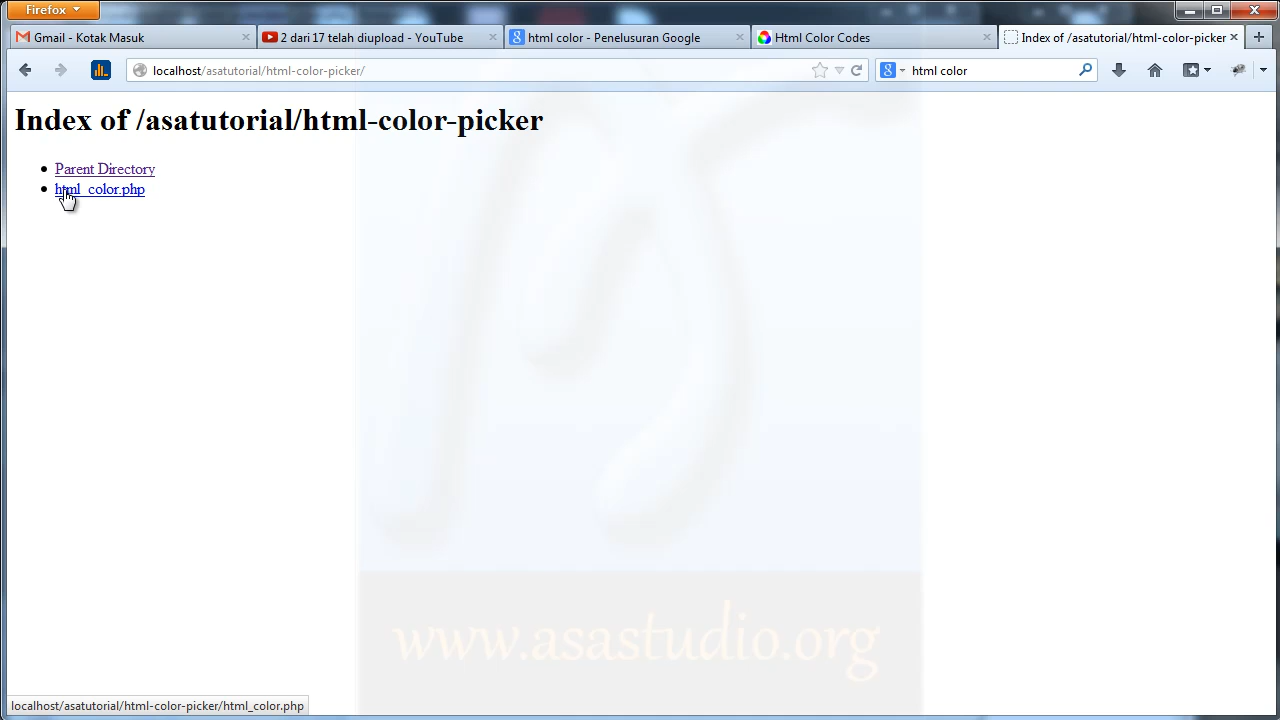 Firefox
Gmail - Kotak Masuk
2 dari 17 telah diupload - YouTube
html color - Penelusuran Google
Html Color Codes
Index of /asatutorial/html-color-picker
localhost/asatutorial/html-color-picker/
html color
Index of /asatutorial/html-color-picker
Parent Directory
html_color.php
www.asastudio.org
localhost/asatutorial/html-color-picker/html_color.php